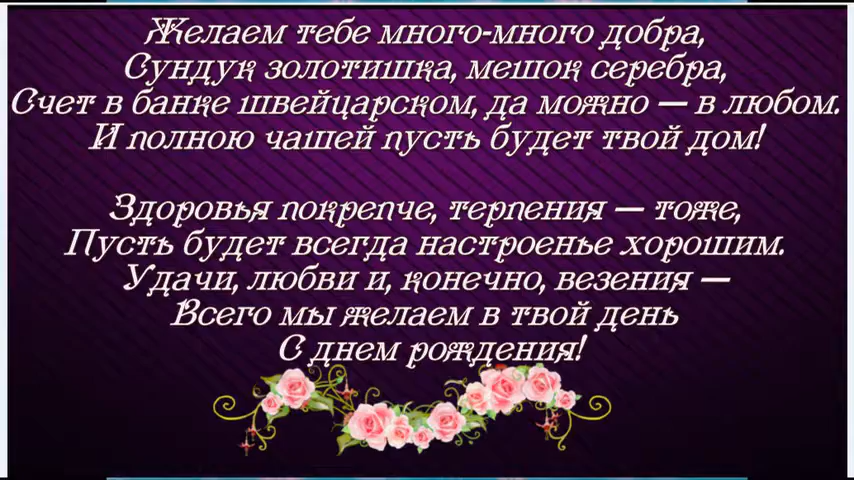 Желаем тебе много-много добра,
Сундук золотишка, мешок серебра,
Счет в банке швейцарском, да можно — в любом.
И полною чашей пусть будет твой дом!
Здоровья покрепче, терпения — тоже,
Пусть будет всегда настроенье хорошим.
Удачи, любви и, конечно, везения —
Всего мы желаем в твой день
С днем рождения!